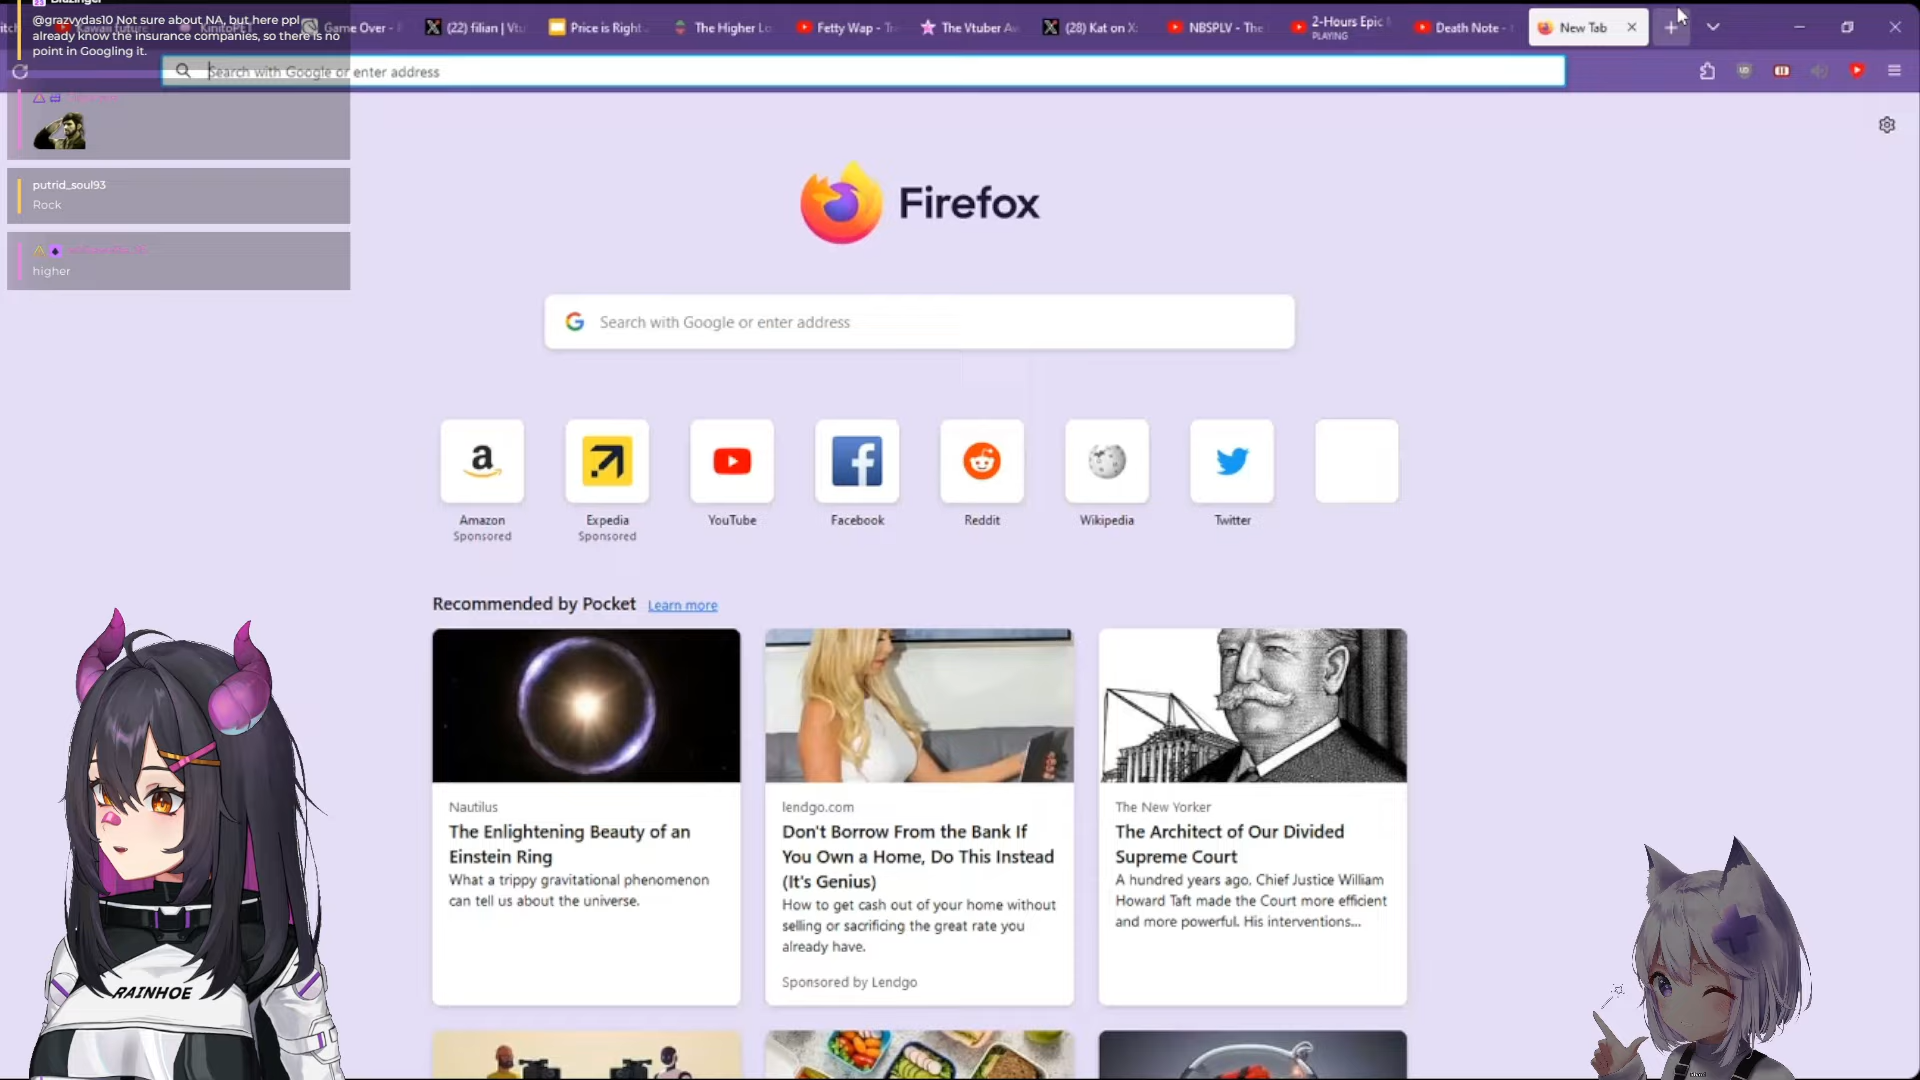 @grazvydas10 Not sure about NA, but here ppl
already know the insurance companies, so there is no
point in Googling it.
Kawaii future
KinitoPET
Game Over -
(22) filian | Vt
Price is Right
The Higher Lo
Fetty Wap - Tr
The Vtuber Aw
(28) Kat on X:
NBSPLV - The
2-Hours Epic
PLAYING
Death Note -
New Tab
Search with Google or enter address
putrid_soul93
Rock
higher
Firefox
Search with Google or enter address
Amazon
Sponsored
Expedia
Sponsored
YouTube
Facebook
Reddit
Wikipedia
Twitter
Recommended by Pocket Learn more
Nautilus
The Enlightening Beauty of an
Einstein Ring
What a trippy gravitational phenomenon
can tell us about the universe.
lendgo.com
Don't Borrow From the Bank If
You Own a Home, Do This Instead
(It's Genius)
How to get cash out of your home without
selling or sacrificing the great rate you
already have.
Sponsored by Lendgo
The New Yorker
The Architect of Our Divided
Supreme Court
A hundred years ago, Chief Justice William
Howard Taft made the Court more efficient
and more powerful. His interventions...
RAINHOE